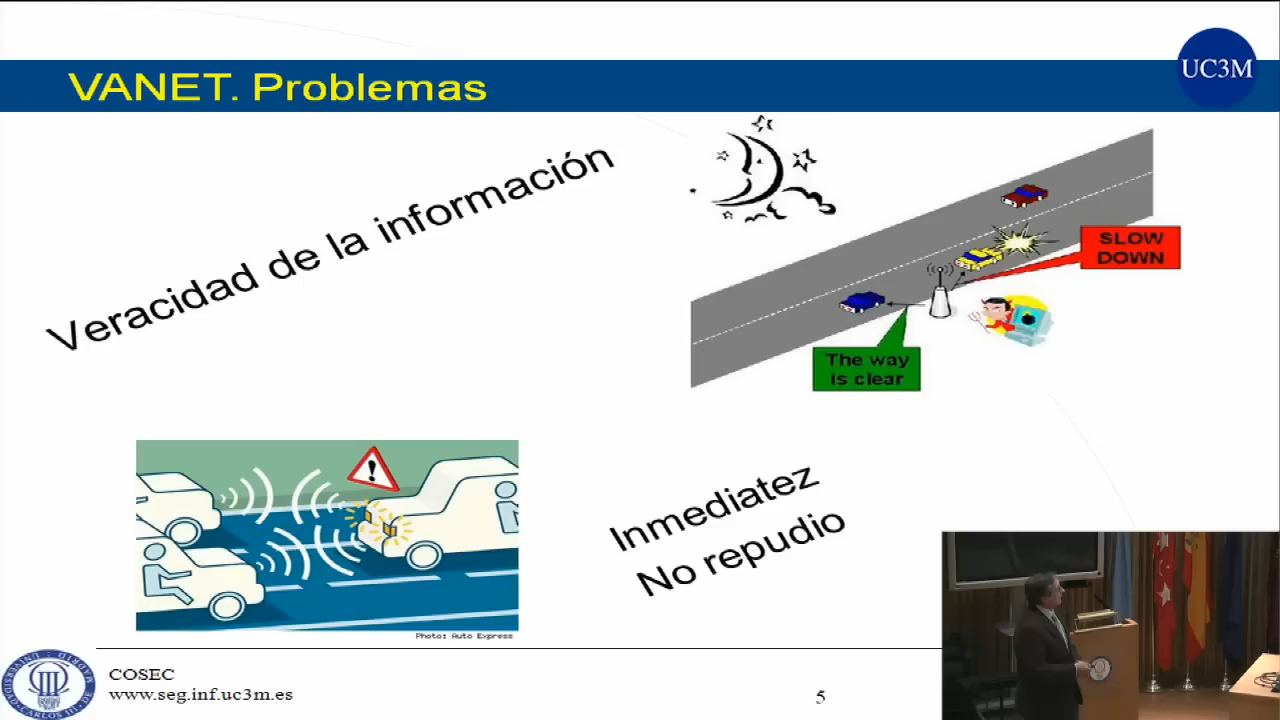 VANET. Problemas
UC3M
Veracidad de la información
SLOW
DOWN
The way
is clear
Inmediatez
No repudio
Photo: Auto Express
COSEC
www.seg.inf.uc3m.es
5